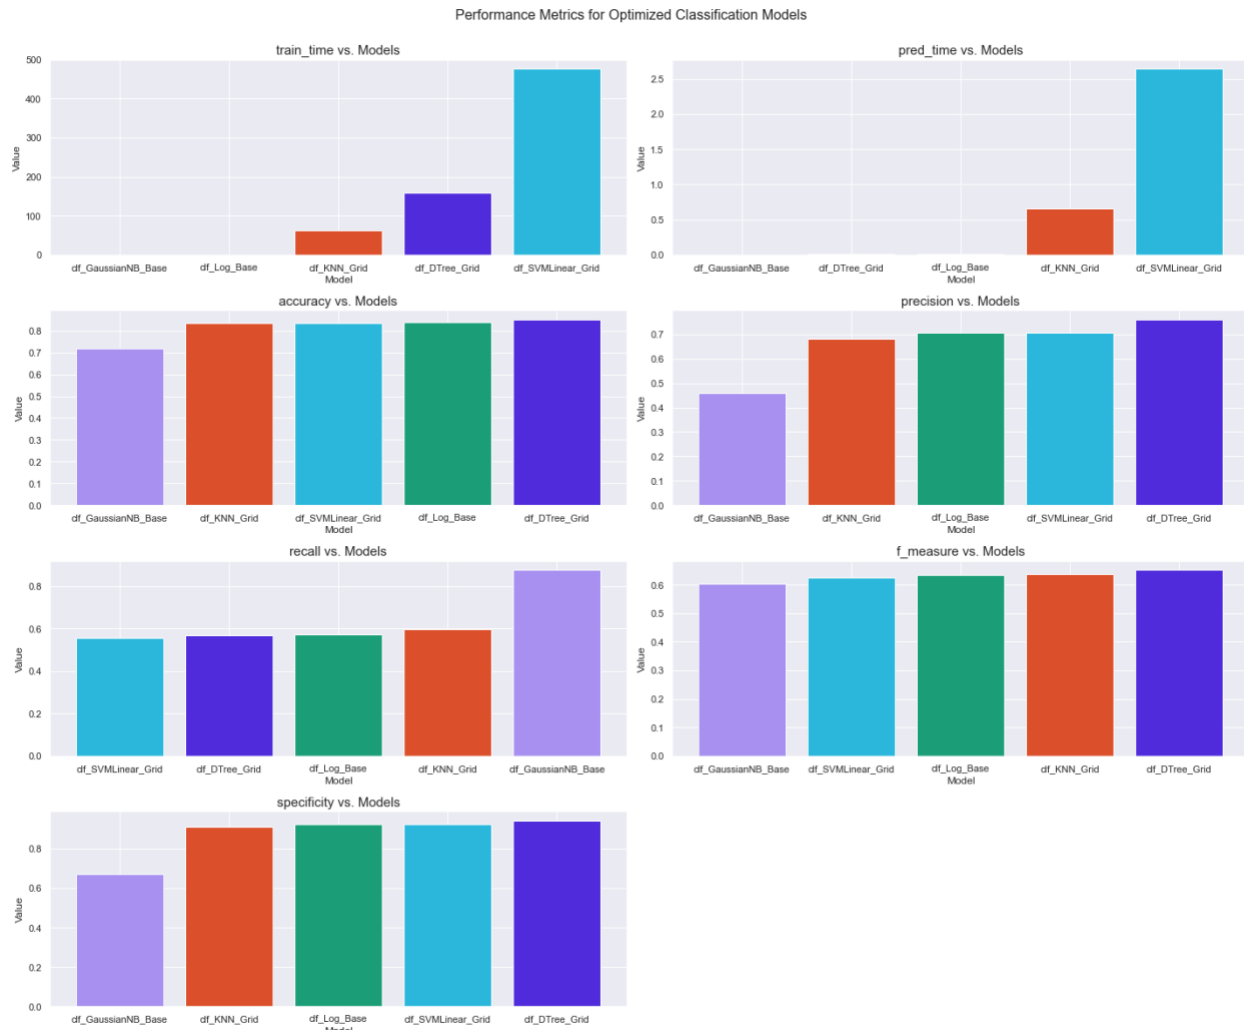 Performance Metrics for Optimized Classification Models
train_time vs. Models
500
400
300
200
100
0
Value
df_GaussianNB_Base df_Log_Base df_KNN_Grid df_DTree_Grid df_SVMLinear_Grid
Model
pred_time vs. Models
2.5
2.0
1.5
1.0
0.5
0.0
Value
df_GaussianNB_Base df_DTree_Grid df_Log_Base df_KNN_Grid df_SVMLinear_Grid
Model
accuracy vs. Models
0.8
0.7
0.6
0.5
0.4
0.3
0.2
0.1
0.0
Value
df_GaussianNB_Base df_KNN_Grid df_SVMLinear_Grid df_Log_Base df_DTree_Grid
Model
precision vs. Models
0.7
0.6
0.5
0.4
0.3
0.2
0.1
0.0
Value
df_GaussianNB_Base df_KNN_Grid df_Log_Base df_SVMLinear_Grid df_DTree_Grid
Model
recall vs. Models
0.8
0.6
0.4
0.2
0.0
Value
df_SVMLinear_Grid df_DTree_Grid df_Log_Base df_KNN_Grid df_GaussianNB_Base
Model
f_measure vs. Models
0.6
0.5
0.4
0.3
0.2
0.1
0.0
Value
df_GaussianNB_Base df_SVMLinear_Grid df_Log_Base df_KNN_Grid df_DTree_Grid
Model
specificity vs. Models
0.8
0.6
0.4
0.2
0.0
Value
df_GaussianNB_Base df_KNN_Grid df_Log_Base df_SVMLinear_Grid df_DTree_Grid
Model